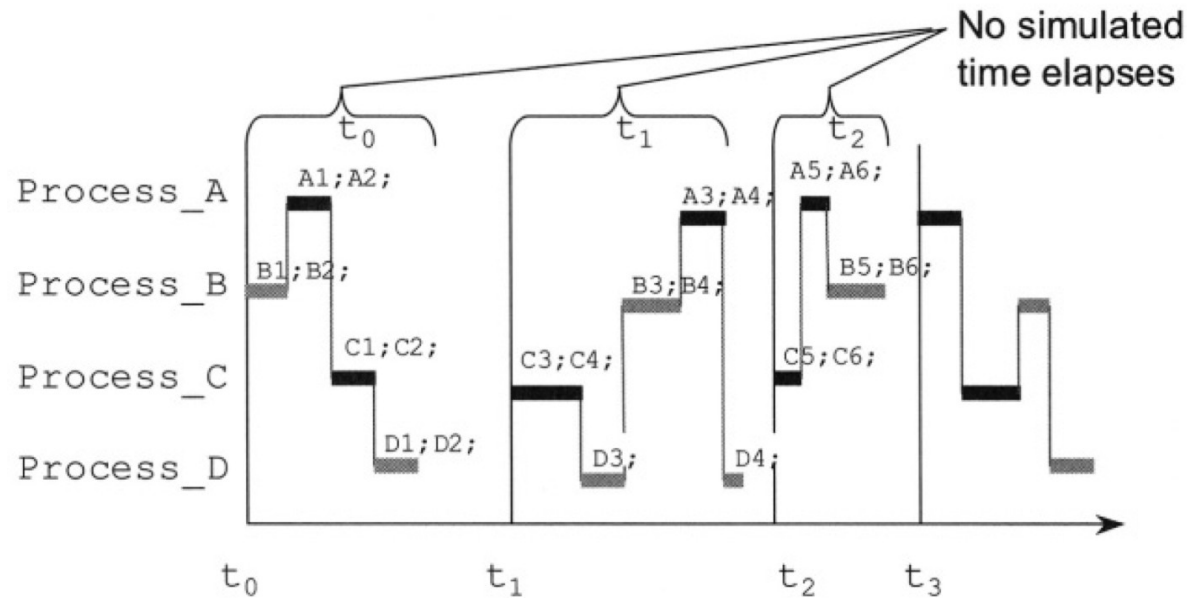 No simulated
time elapses
t0
t1
t2
Process_A
A1;A2;
A3;A4;
A5;A6;
Process_B
B1;B2;
B3;B4;
B5;B6;
Process_C
C1;C2;
C3;C4;
C5;C6;
Process_D
D1;D2;
D3;
D4;
t0
t1
t2
t3